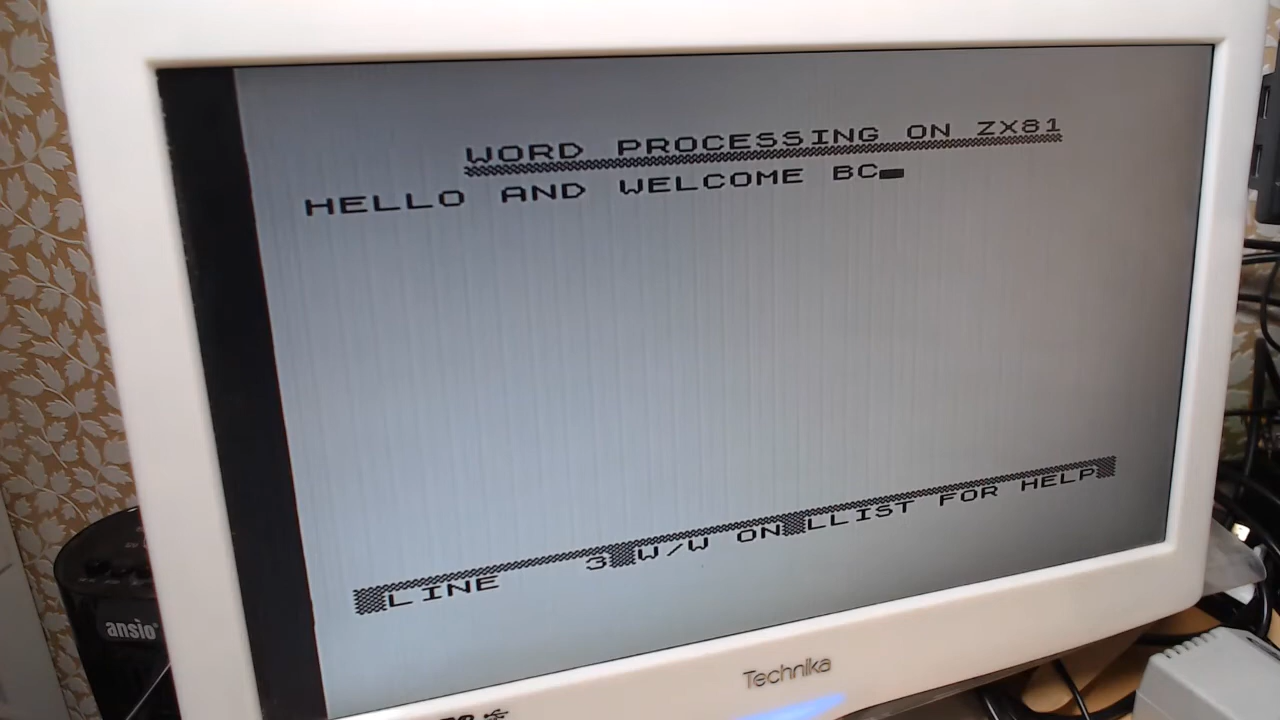 WORD PROCESSING ON ZX81
HELLO AND WELCOME BC
LINE 3 W/W ON LLIST FOR HELP
ansio
Technika